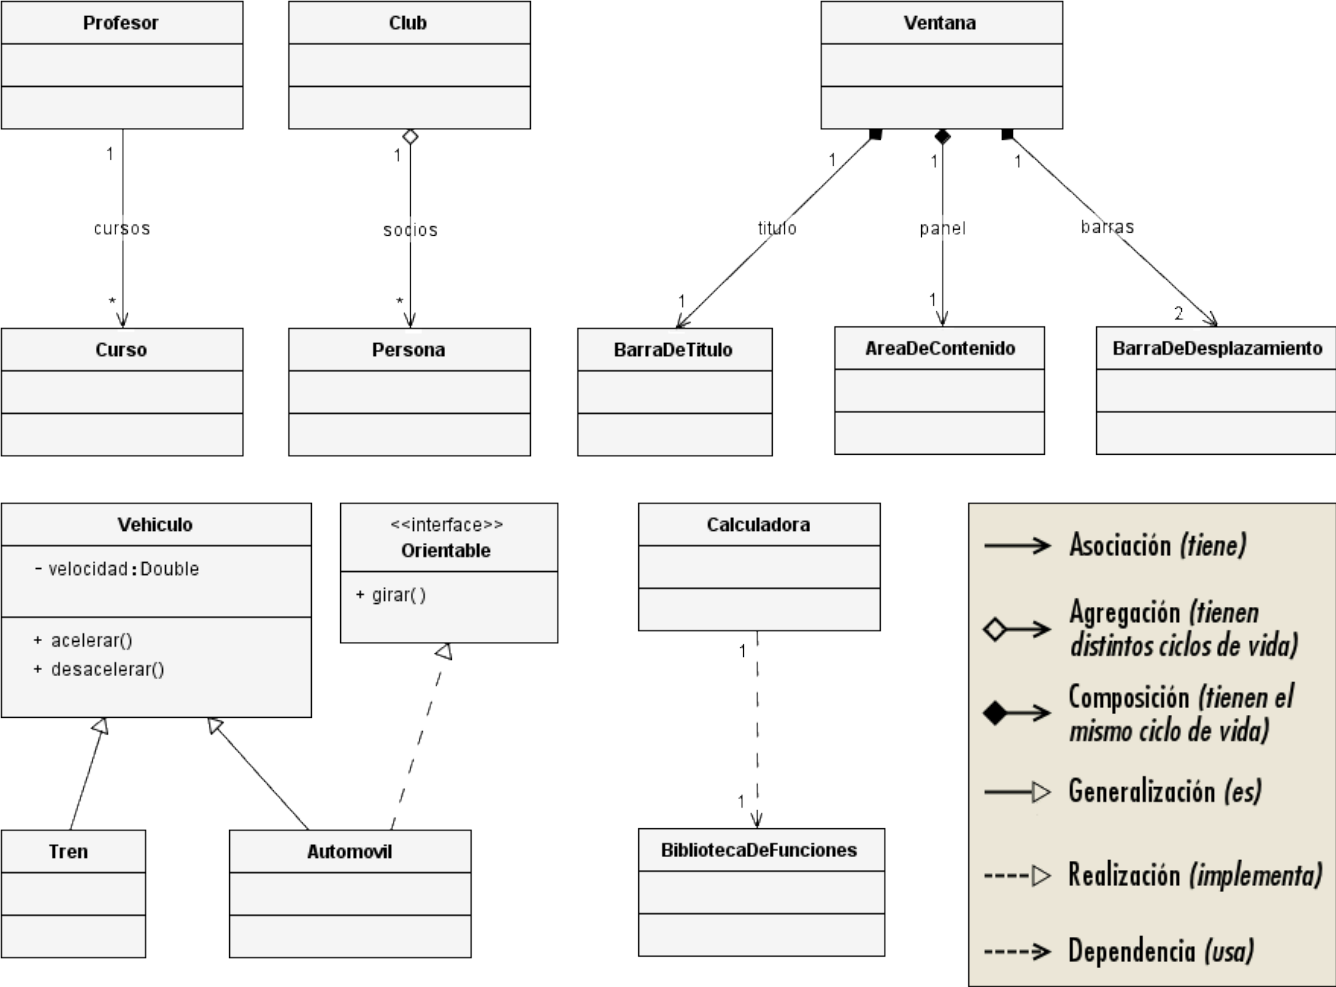 Profesor
1
cursos
*
Curso
Club
1
socios
*
Persona
Ventana
1
titulo
1
BarraDeTitulo
1
panel
1
AreaDeContenido
1
barras
2
BarraDeDesplazamiento
Vehiculo
- velocidad:Double
+ acelerar()
+ desacelerar()
Tren
<<interface>>
Orientable
+ girar()
Automovil
Calculadora
1
1
BibliotecaDeFunciones
Asociación (tiene)
Agregación (tienen
distintos ciclos de vida)
Composición (tienen el
mismo ciclo de vida)
Generalización (es)
Realización (implementa)
Dependencia (usa)